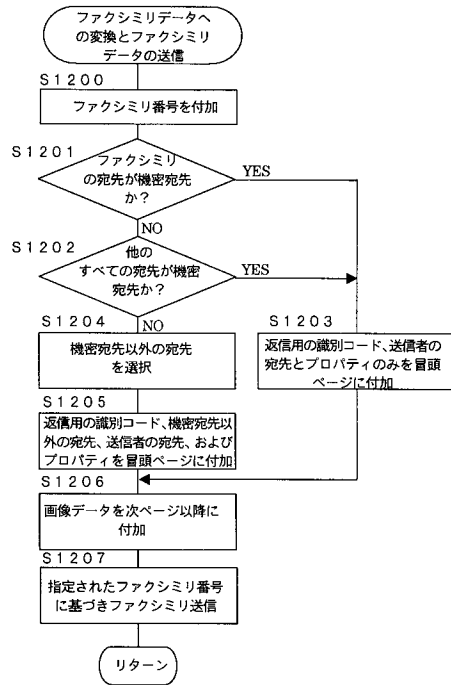 ファクシミリデータへ
の変換とファクシミリ
データの送信
S1200
ファクシミリ番号を付加
S1201
ファクシミリ
の宛先が機密宛先
か？
YES
NO
S1202
他の
すべての宛先が機密
宛先か？
YES
NO
S1203
返信用の識別コード、送信者の
宛先とプロパティのみを冒頭
ページに付加
S1204
機密宛先以外の宛先
を選択
S1205
返信用の識別コード、機密宛先以
外の宛先、送信者の宛先、および
プロパティを冒頭ページに付加
S1206
画像データを次ページ以降に
付加
S1207
指定されたファクシミリ番号
に基づきファクシミリ送信
リターン